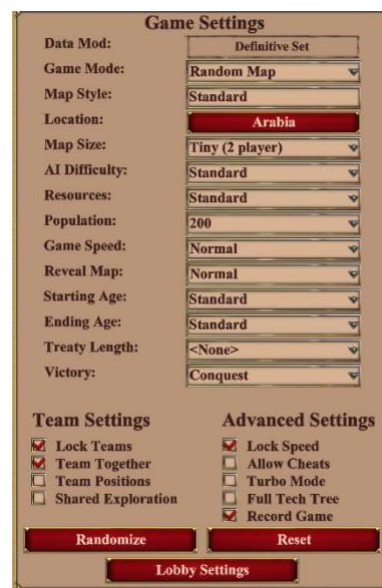 Game Settings
Data Mod: Definitive Set
Game Mode: Random Map
Map Style: Standard
Location: Arabia
Map Size: Tiny (2 player)
AI Difficulty: Standard
Resources: Standard
Population: 200
Game Speed: Normal
Reveal Map: Normal
Starting Age: Standard
Ending Age: Standard
Treaty Length: <None>
Victory: Conquest
Team Settings Advanced Settings
Lock Teams Lock Speed
Team Together Allow Cheats
Team Positions Turbo Mode
Shared Exploration Full Tech Tree
Record Game
Randomize Reset
Lobby Settings